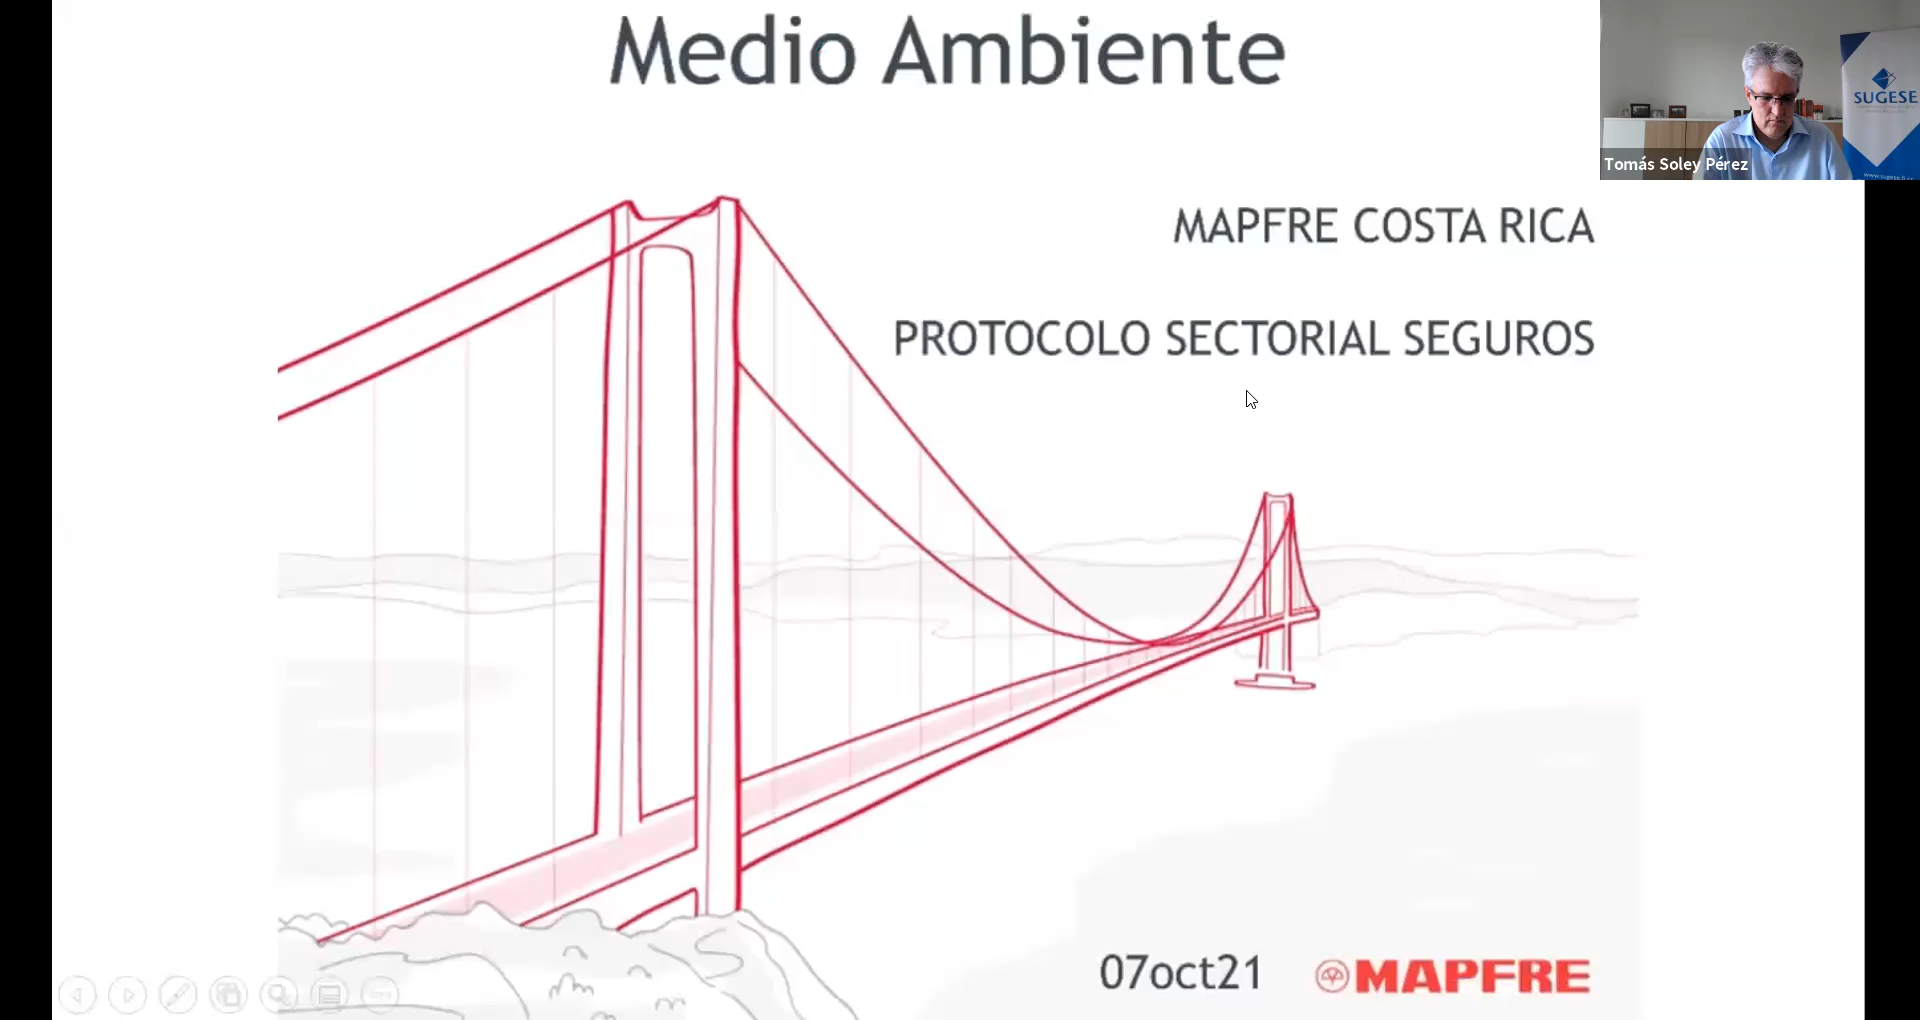 Medio Ambiente
SUGESE
Tomás Soley Pérez
MAPFRE COSTA RICA
PROTOCOLO SECTORIAL SEGUROS
07oct21
MAPFRE